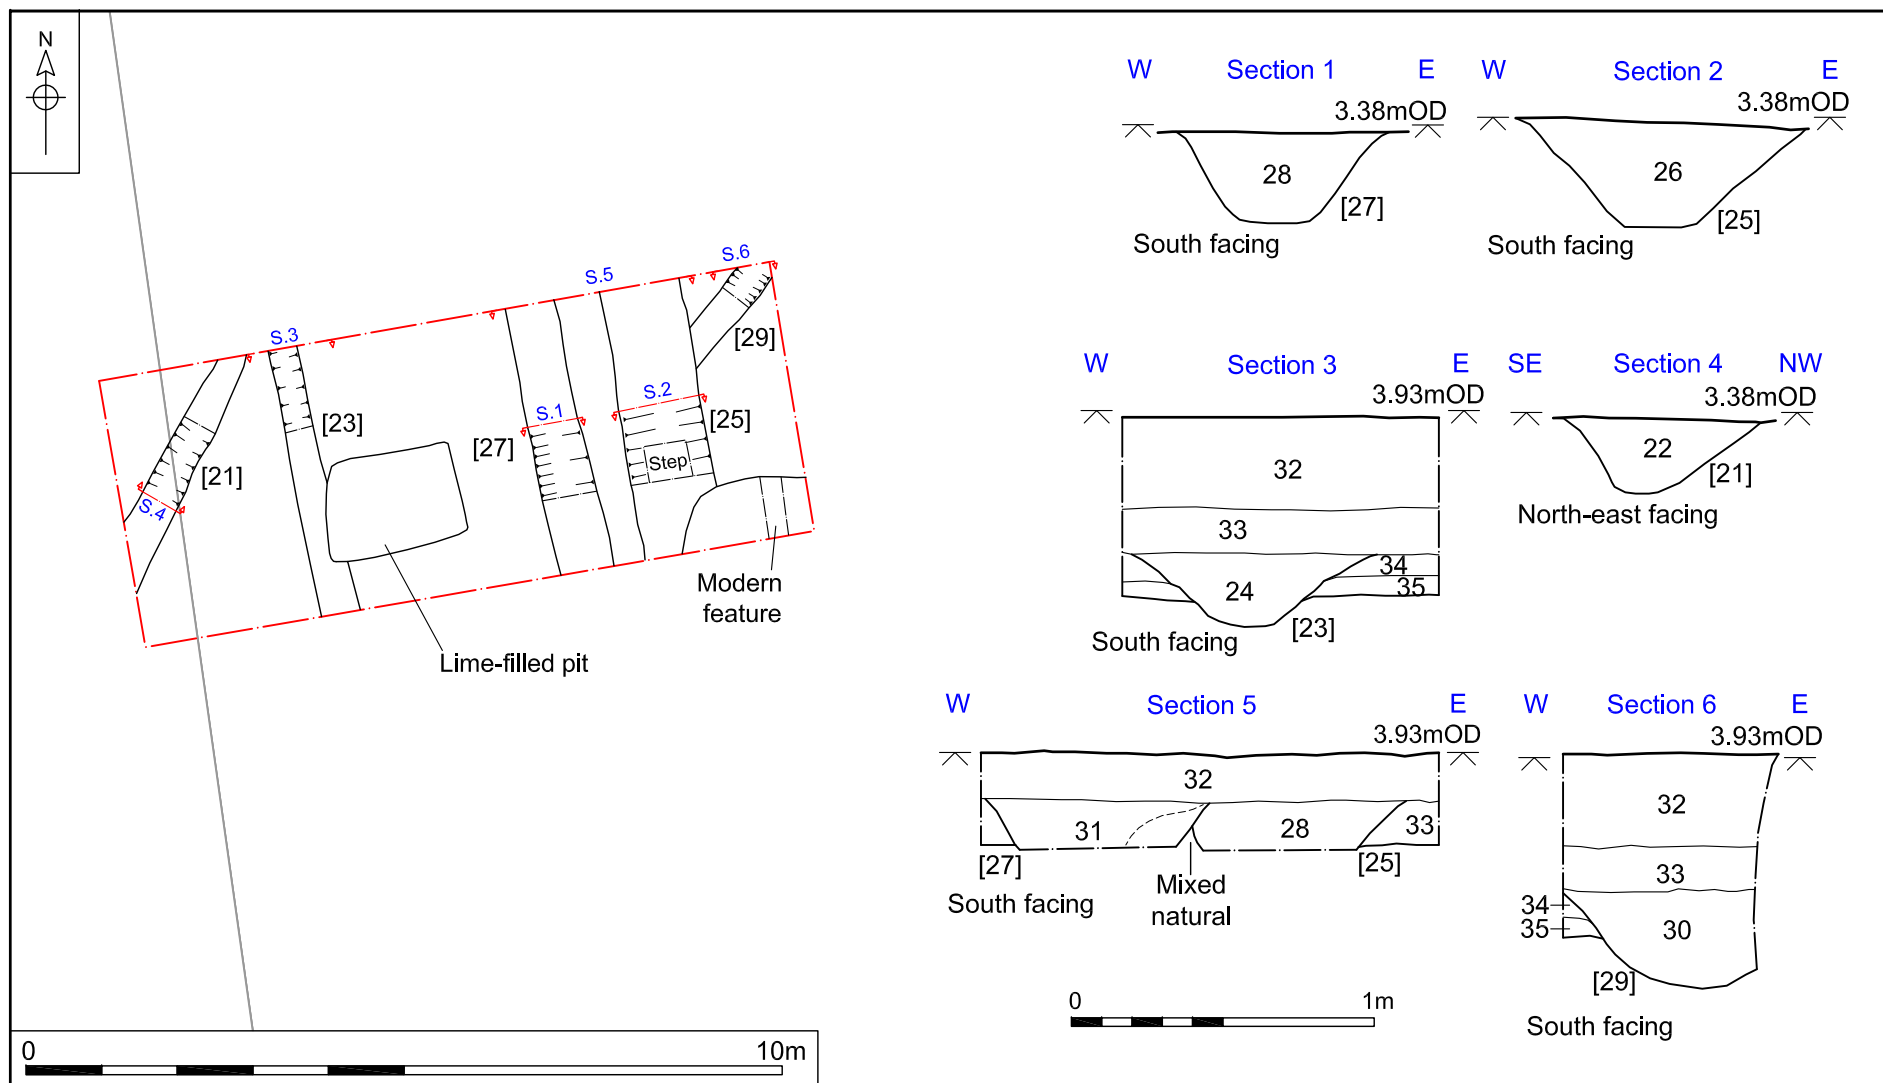 N
S.3
S.5
S.6
[29]
S.1
S.2
[23]
[27]
[25]
[21]
S.4
Step
Modern
feature
Lime-filled pit
0
10m
W
Section 1
E
3.38mOD
28
[27]
South facing
W
Section 2
E
3.38mOD
26
[25]
South facing
W
Section 3
E
3.93mOD
32
33
34
35
24
[23]
South facing
SE
Section 4
NW
3.38mOD
22
[21]
North-east facing
W
Section 5
E
3.93mOD
32
31
28
33
[27]
[25]
South facing
Mixed
natural
W
Section 6
E
3.93mOD
32
33
34
35
30
[29]
South facing
0
1m